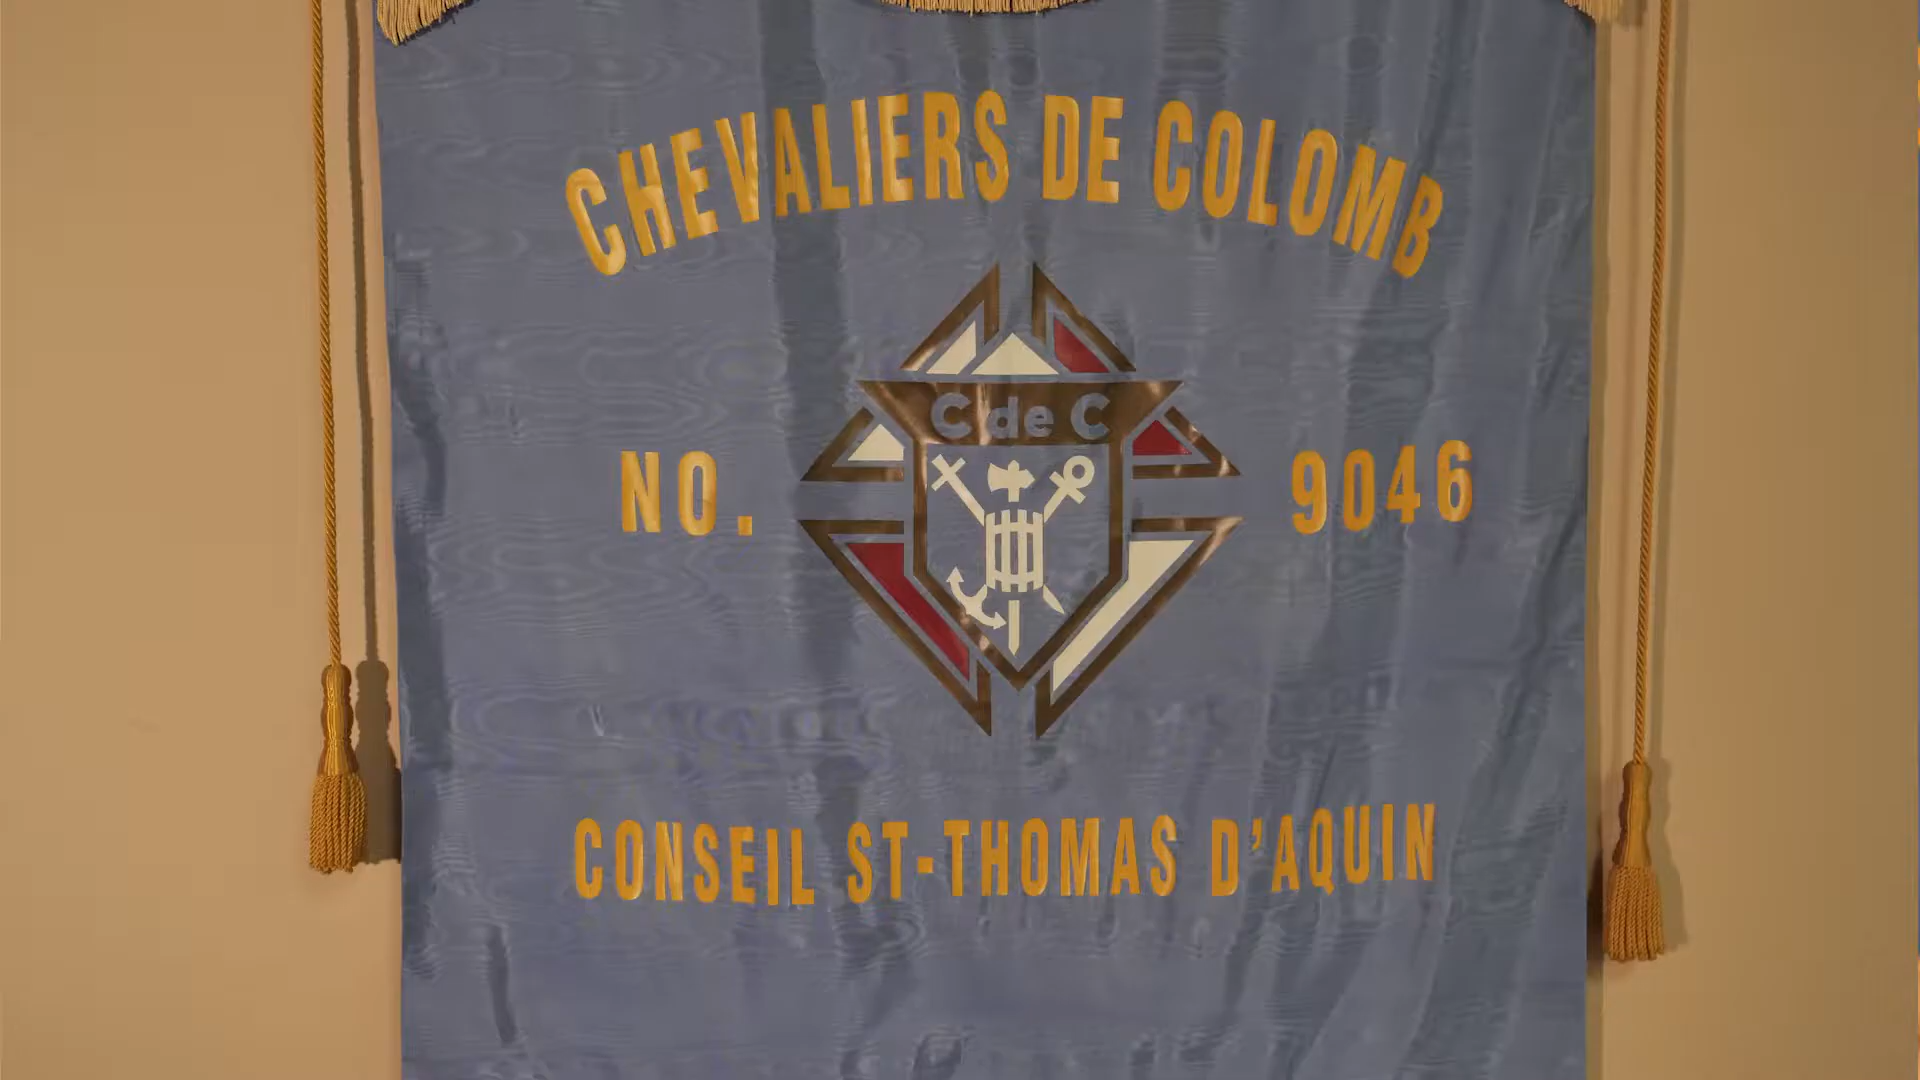 CHEVALIERS DE COLOMB
C de C
NO. 9046
CONSEIL ST-THOMAS D'AQUIN